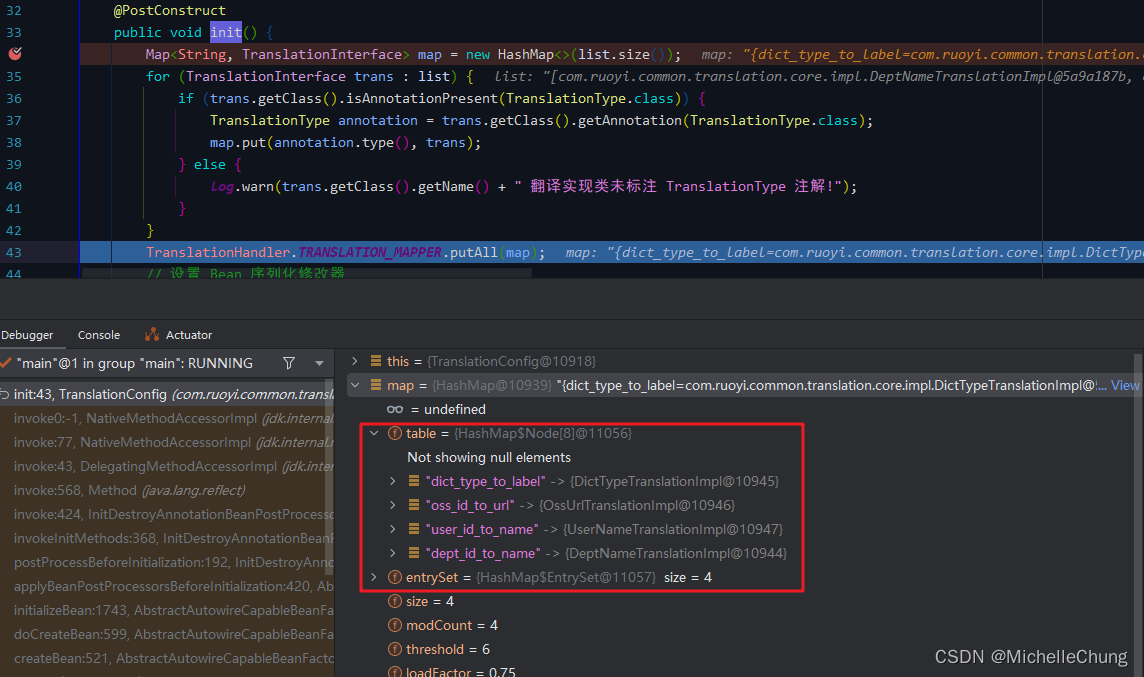 32 @PostConstruct
33 public void init() {
Map<String, TranslationInterface> map = new HashMap<>(list.size()); map: "{dict_type_to_label=com.ruoyi.common.translation.
35 for (TranslationInterface trans : list) { list: "[com.ruoyi.common.translation.core.impl.DeptNameTranslationImpl@5a9a187b,
36 if (trans.getClass().isAnnotationPresent(TranslationType.class)) {
37 TranslationType annotation = trans.getClass().getAnnotation(TranslationType.class);
38 map.put(annotation.type(), trans);
39 } else {
40 log.warn(trans.getClass().getName() + " 翻译实现类未标注 TranslationType 注解!");
41 }
42 }
43 TranslationHandler.TRANSLATION_MAPPER.putAll(map); map: "{dict_type_to_label=com.ruoyi.common.translation.core.impl.DictType
44 // 设置 Bean 序列化修改器
Debugger Console Actuator
"main"@1 in group "main": RUNNING
init:43, TranslationConfig (com.ruoyi.common.transl
invoke0:-1, NativeMethodAccessorImpl (jdk.internal.
invoke:77, NativeMethodAccessorImpl (jdk.internal.r
invoke:43, DelegatingMethodAccessorImpl (jdk.inter
invoke:568, Method (java.lang.reflect)
invoke:424, InitDestroyAnnotationBeanPostProcesso
invokeInitMethods:368, InitDestroyAnnotationBeanF
postProcessBeforeInitialization:192, InitDestroyAnno
applyBeanPostProcessorsBeforeInitialization:420, Ab
initializeBean:1743, AbstractAutowireCapableBeanFa
doCreateBean:599, AbstractAutowireCapableBeanFa
createBean:521, AbstractAutowireCapableBeanFacto
this = {TranslationConfig@10918}
map = {HashMap@10939} "{dict_type_to_label=com.ruoyi.common.translation.core.impl.DictTypeTranslationImpl@... View
= undefined
table = {HashMap$Node[8]@11056}
Not showing null elements
"dict_type_to_label" -> {DictTypeTranslationImpl@10945}
"oss_id_to_url" -> {OssUrlTranslationImpl@10946}
"user_id_to_name" -> {UserNameTranslationImpl@10947}
"dept_id_to_name" -> {DeptNameTranslationImpl@10944}
entrySet = {HashMap$EntrySet@11057} size = 4
size = 4
modCount = 4
threshold = 6
loadFactor = 0.75
CSDN @MichelleChung